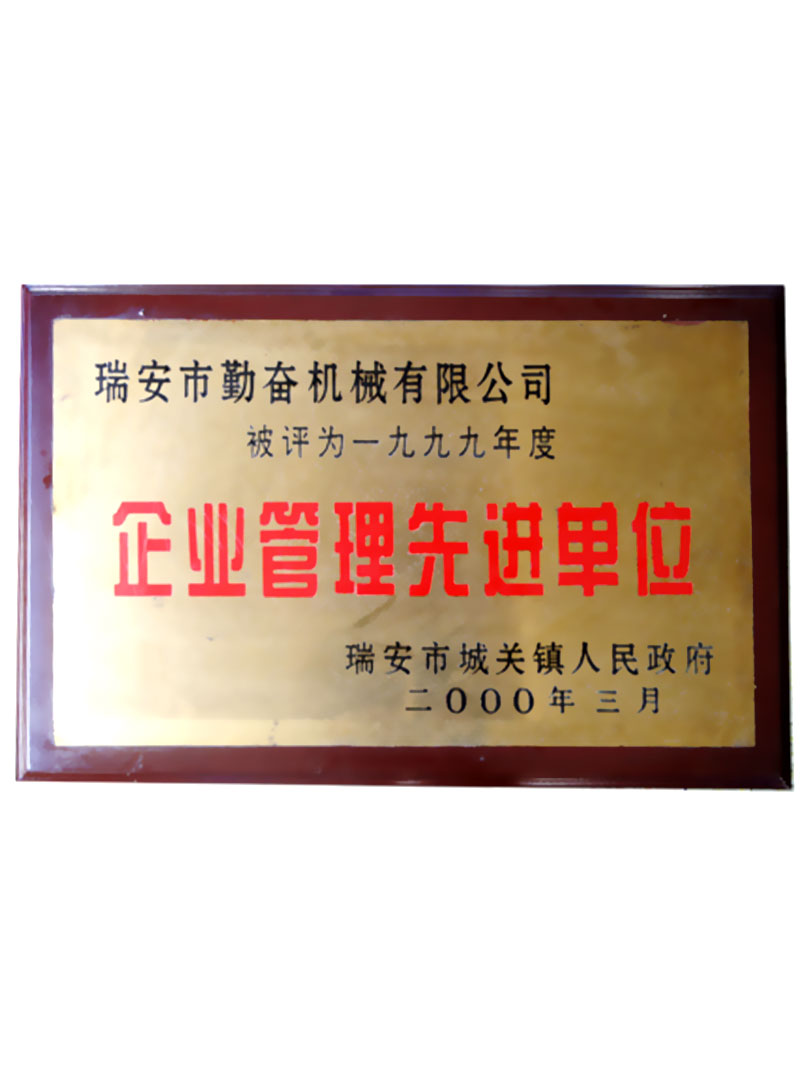 瑞安市勤奋机械有限公司
被评为一九九九年度
企业管理先进单位
瑞安市城关镇人民政府
二000年三月